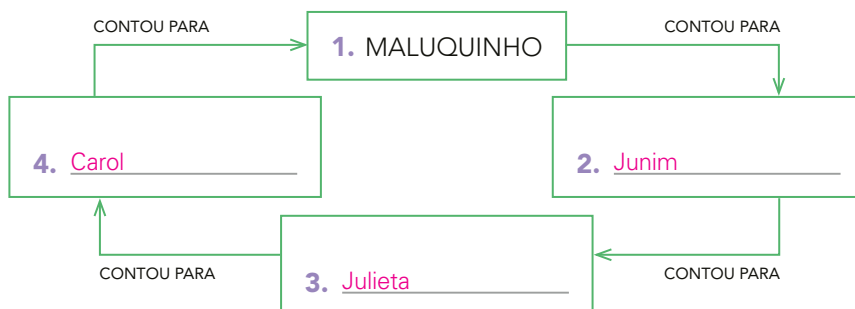 CONTOU PARA
CONTOU PARA
1. MALUQUINHO
4. Carol
2. Junim
CONTOU PARA
CONTOU PARA
3. Julieta